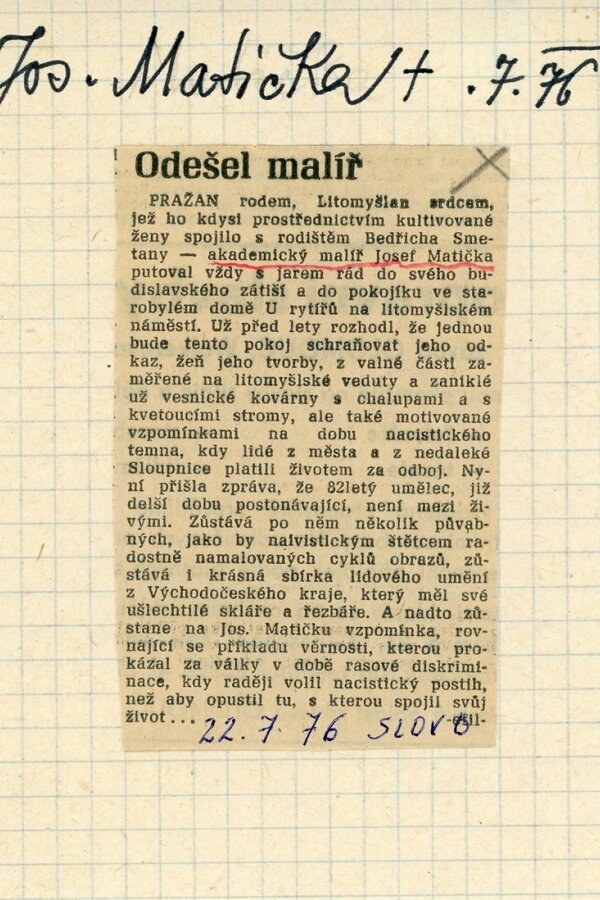 Jos. Matička † .7.76
Odešel malíř
PRAŽAN rodem, Litomyšlan srdcem,
jež ho kdysi prostřednictvím kultivované
ženy spojilo s rodištěm Bedřicha Sme-
tany — akademický malíř Josef Matička
putoval vždy s jarem rád do svého bu-
dislavského zátiší a do pokojíku ve sta-
robylém domě U rytířů na litomyšlském
náměstí. Už před lety rozhodl, že jednou
bude tento pokoj schraňovat jeho od-
kaz, žeň jeho tvorby, z valné části za-
měřené na litomyšlské veduty a zaniklé
už vesnické kovárny s chalupami a s
kvetoucími stromy, ale také motivované
vzpomínkami na dobu nacistického
temna, kdy lidé z města a z nedaleké
Sloupnice platili životem za odboj. Ny-
ní přišla zpráva, že 82letý umělec, již
delší dobu postonávající, není mezi ži-
vými. Zůstává po něm několik půvab-
ných, jako by naivistickým štětcem ra-
dostně namalovaných cyklů obrazů, zů-
stává i krásná sbírka lidového umění
z Východočeského kraje, který měl své
ušlechtilé skláře a řezbáře. A nadto zů-
stane na Jos. Matičku vzpomínka, rov-
nající se příkladu věrnosti, kterou pro-
kázal za války v době rasové diskrimi-
nace, kdy raději volil nacistický postih,
než aby opustil tu, s kterou spojil svůj
život...
22.7.76 SLOVO